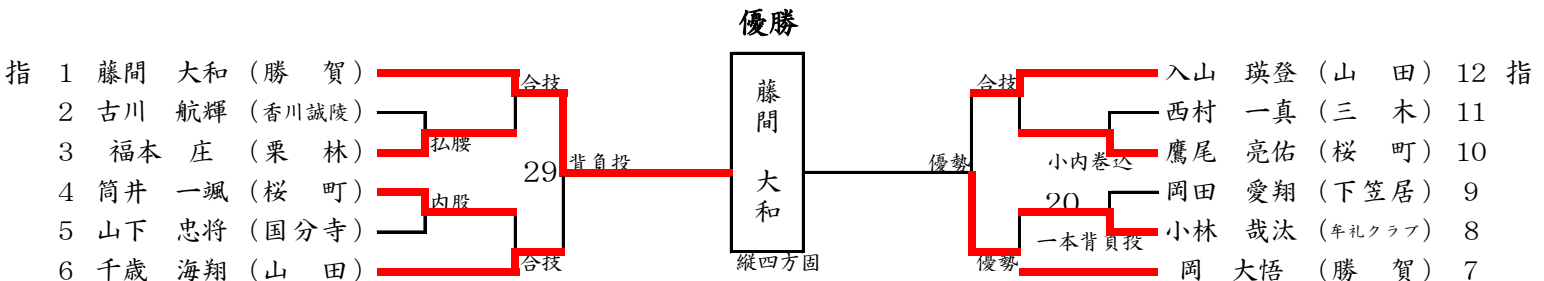 優勝
指 1 藤間 大和 (勝 賀)
2 古川 航輝 (香川誠陵)
3 福本 庄 (栗 林)
4 筒井 一颯 (桜 町)
5 山下 忠将 (国分寺)
6 千歳 海翔 (山 田)
合技
払腰
内股
合技
29
背負投
藤間 大和
縦四方固
優勢
合技
小内巻込
20
一本背負投
優勢
入山 瑛登 (山 田) 12 指
西村 一真 (三 木) 11
鷹尾 亮佑 (桜 町) 10
岡田 愛翔 (下笠居) 9
小林 哉汰 (牟礼クラブ) 8
岡 大悟 (勝 賀) 7